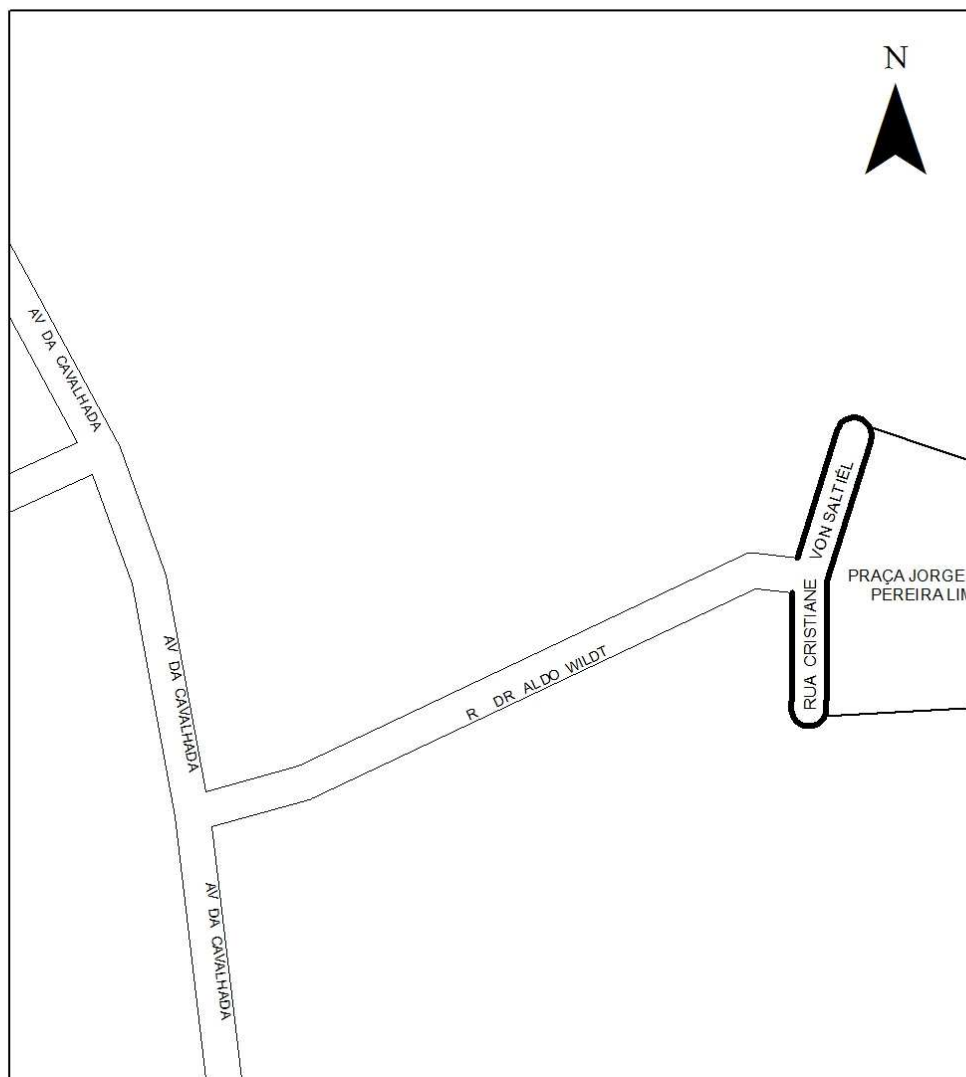 N
AV DA CAVALHADA
VON SALTIÉL
PRAÇA JORGE
PEREIRA LIM
RUA CRISTIANE
R DR ALDO WILDT
AV DA CAVALHADA
AV DA CAVALHADA